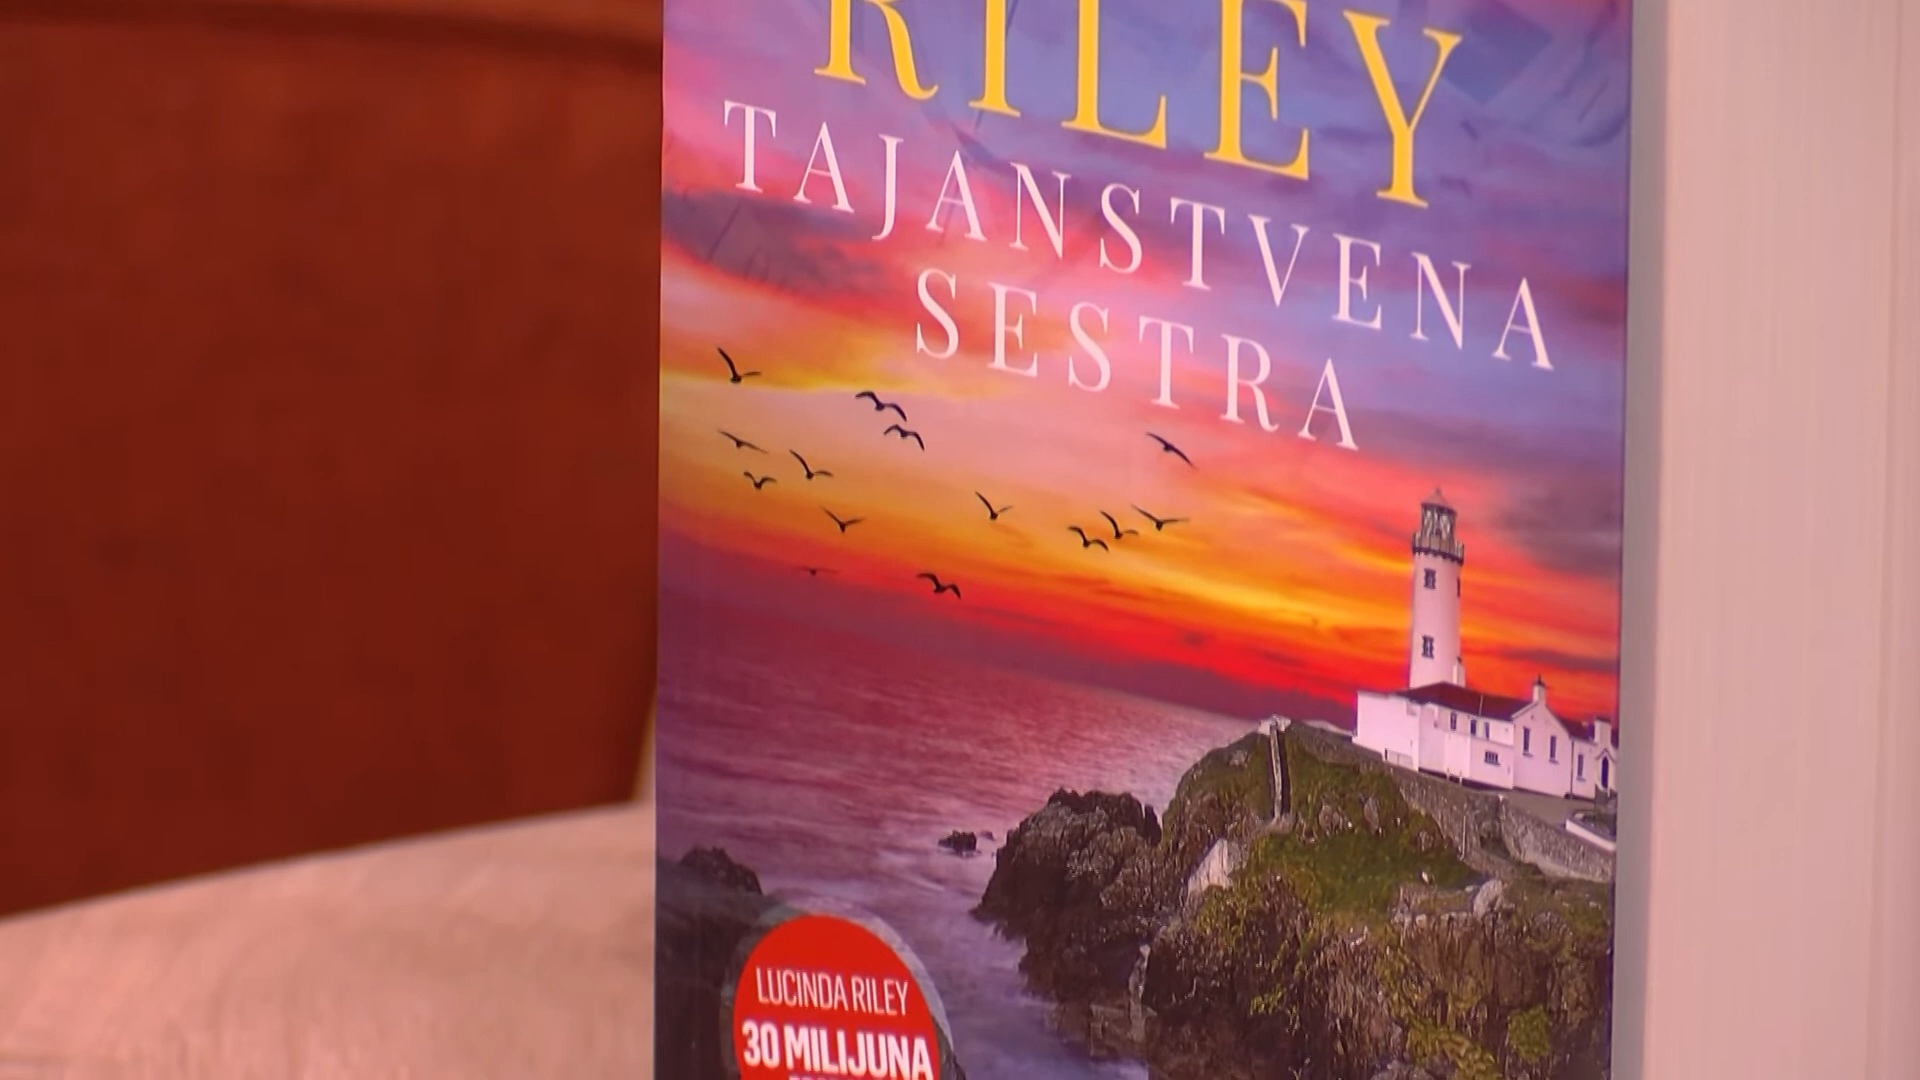 RILEY
TAJANSTVENA
SESTRA
LUCINDA RILEY
30 MILIJUNA